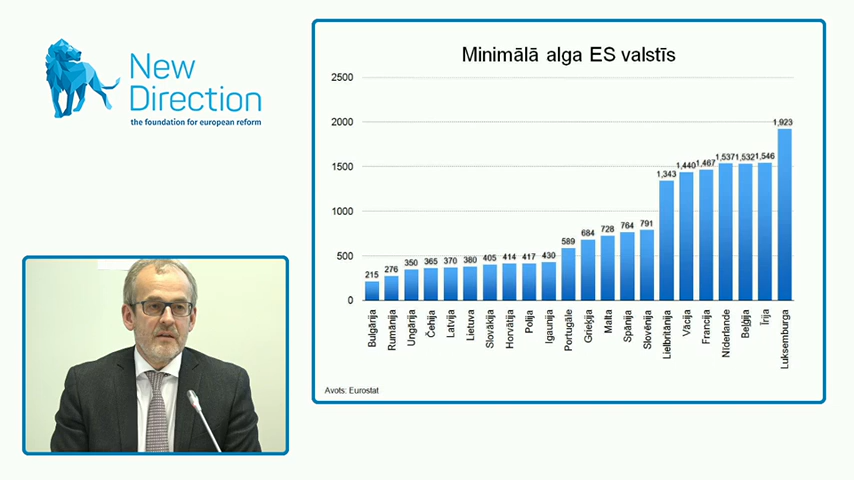 New
Direction
the foundation for european reform
Minimālā alga ES valstīs
2500
2000
1500
1000
500
0
215
276
350
365
370
380
405
414
417
430
589
684
728
764
791
1,343
1,440
1,467
1,537
1,532
1,546
1,923
Bulgārija
Rumānija
Ungārija
Čehija
Latvija
Lietuva
Slovākija
Horvātija
Polija
Igaunija
Portugāle
Grieķija
Malta
Spānija
Slovēnija
Lielbritānija
Vācija
Francija
Nīderlande
Beļģija
Īrija
Luksemburga
Avots: Eurostat